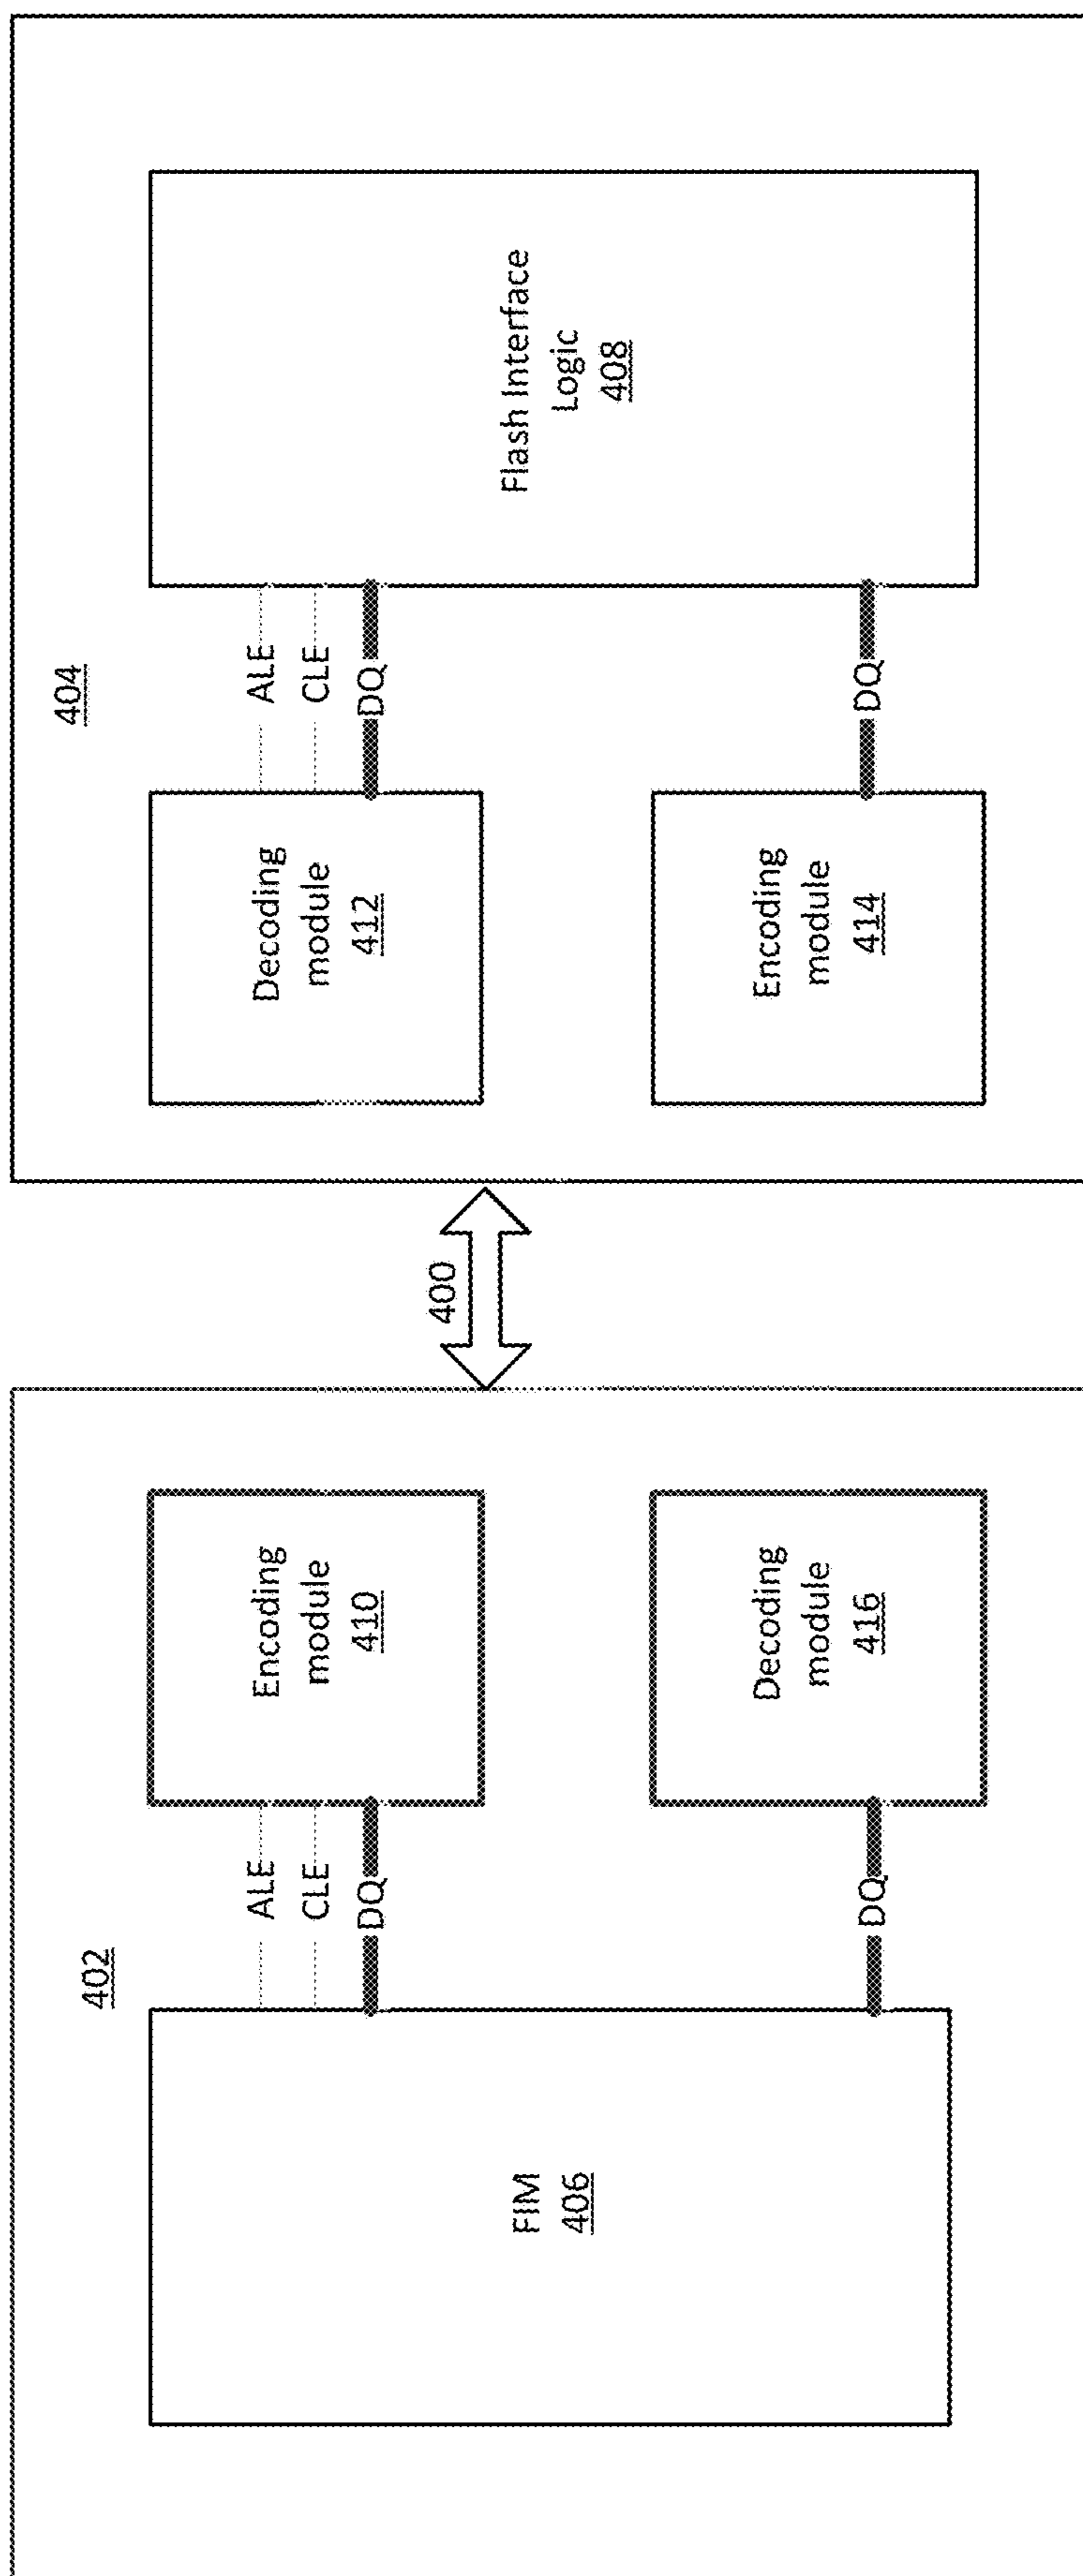 402
FIM
406
ALE
CLE
DQ
DQ
Encoding
module
410
Decoding
module
416
400
404
Decoding
module
412
Encoding
module
414
ALE
CLE
DQ
DQ
Flash Interface
Logic
408